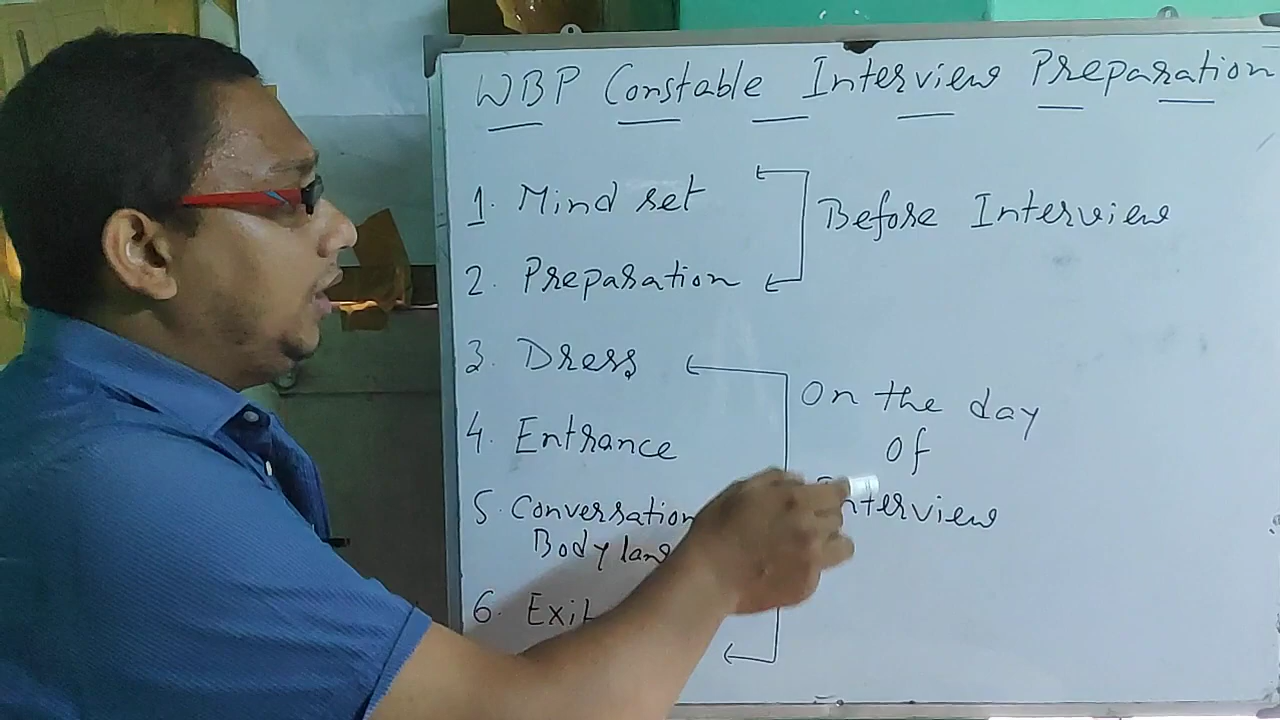 WBP Constable Interview Preparation
1. Mind set
2. Preparation
Before Interview
3. Dress
4. Entrance
5. Conversation
Body
6. Exit
On the day
of
Interview